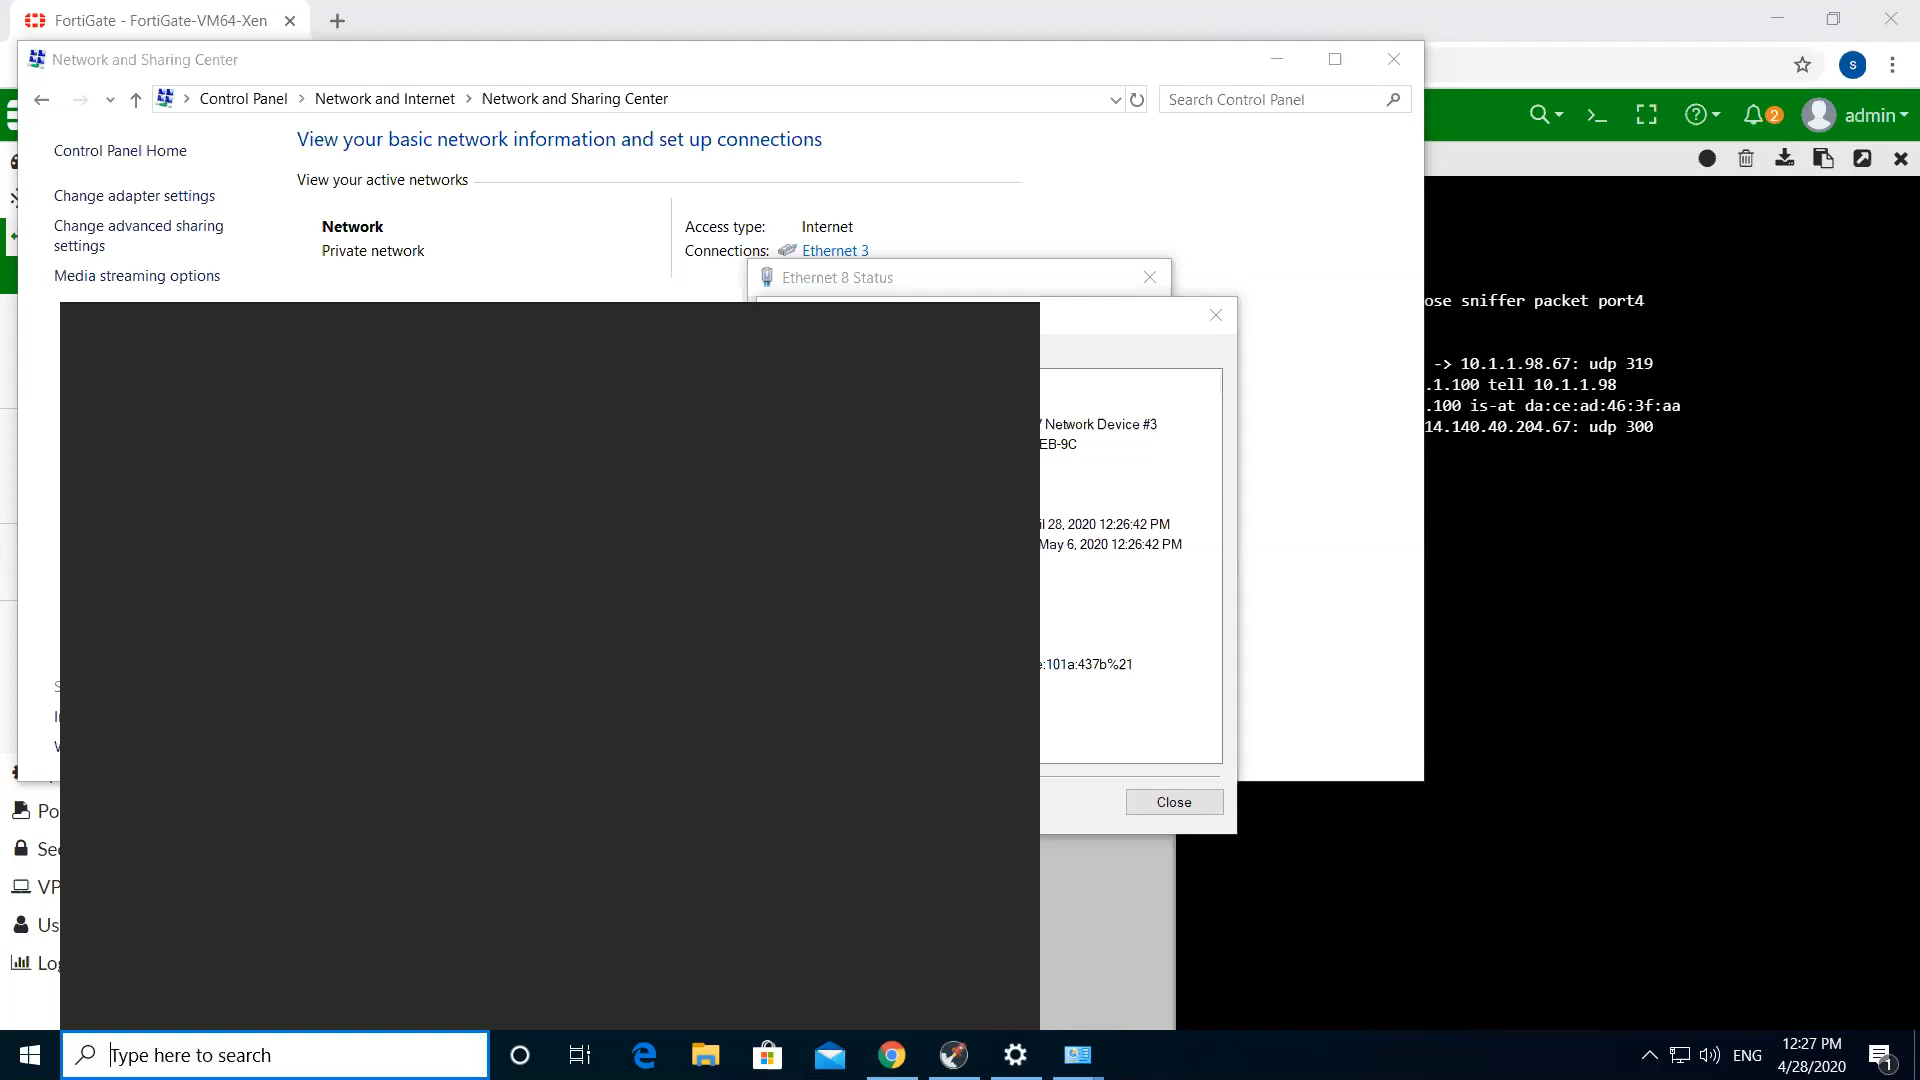 FortiGate - FortiGate-VM64-Xen
Network and Sharing Center
Control Panel > Network and Internet > Network and Sharing Center
Search Control Panel
s
2
admin
Control Panel Home
Change adapter settings
Change advanced sharing
settings
Media streaming options
View your basic network information and set up connections
View your active networks
Network
Private network
Access type: Internet
Connections: Ethernet 3
Ethernet 8 Status
Network Device #3
EB-9C
28, 2020 12:26:42 PM
May 6, 2020 12:26:42 PM
:101a:437b%21
Close
ose sniffer packet port4
-> 10.1.1.98.67: udp 319
.1.100 tell 10.1.1.98
.100 is-at da:ce:ad:46:3f:aa
14.140.40.204.67: udp 300
Po
Sec
VP
Us
Log
Type here to search
ENG
12:27 PM
4/28/2020
1